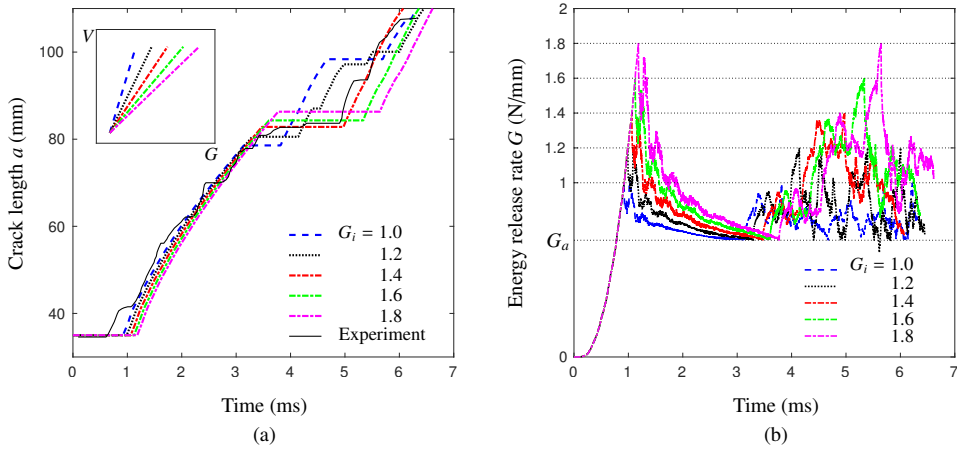 V
G
100
80
60
40
0 1 2 3 4 5 6 7
Crack length a (mm)
Time (ms)
G_i = 1.0
1.2
1.4
1.6
1.8
Experiment
(a)
1.8
1.6
1.4
1.2
1
G_a
0
0 1 2 3 4 5 6 7
Energy release rate G (N/mm)
Time (ms)
G_i = 1.0
1.2
1.4
1.6
1.8
(b)